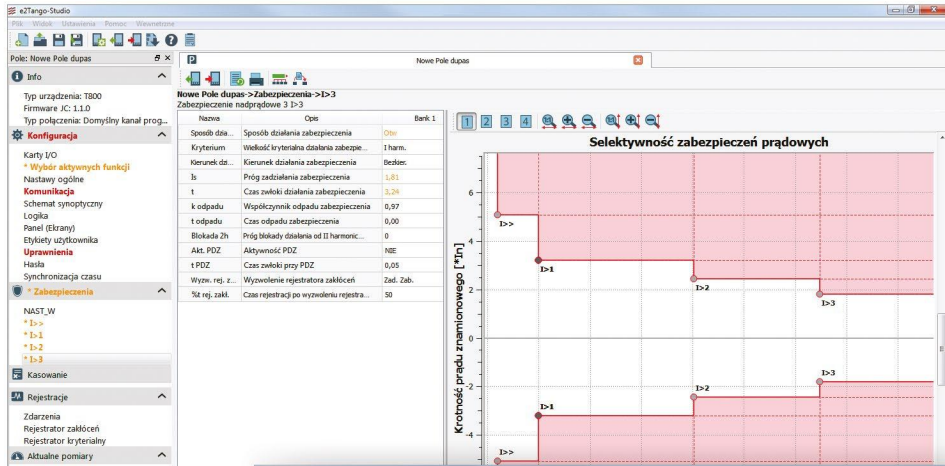 e2Tango-Studio
Plik Widok Ustawienia Pomoc Wewnetrzne
Pole: Nowe Pole dupas
Info
Typ urządzenia: T800
Firmware JC: 1.1.0
Typ połączenia: Domyślny kanał prog...
Konfiguracja
Karty I/O
* Wybór aktywnych funkcji
Nastawy ogólne
Komunikacja
Schemat synoptyczny
Logika
Panel (Ekrany)
Etykiety użytkownika
Uprawnienia
Hasła
Synchronizacja czasu
* Zabezpieczenia
NAST_W
* I>>
* I>1
* I>2
* I>3
Kasowanie
Rejestracje
Zdarzenia
Rejestrator zakłóceń
Rejestrator kryterialny
Aktualne pomiary
P Nowe Pole dupas
Nowe Pole dupas->Zabezpieczenia->I>3
Zabezpieczenie nadprądowe 3 I>3
Nazwa Opis Bank 1
Sposób dzia... Sposób działania zabezpieczenia Otw
Kryterium Wielkość kryterialna działania zabezpie... I harm.
Kierunek dzi... Kierunek działania zabezpieczenia Bezkier.
Is Próg zadziałania zabezpieczenia 1,81
t Czas zwłoki działania zabezpieczenia 3,24
k odpadu Współczynnik odpadu zabezpieczenia 0,97
t odpadu Czas odpadu zabezpieczenia 0,00
Blokada 2h Próg blokady działania od II harmonic... 0
Akt. PDZ Aktywność PDZ NIE
t PDZ Czas zwłoki przy PDZ 0,05
Wyzw. rej. z... Wyzwolenie rejestratora zakłóceń Zad. Zab.
%t rej. zakł. Czas rejestracji po wyzwoleniu rejestra... 50
1 2 3 4
Selektywność zabezpieczeń prądowych
Krotność prądu znamionowego [*In]
6
4
2
0
-2
-4
I>>
I>1
I>2
I>3
I>3
I>2
I>1
I>>